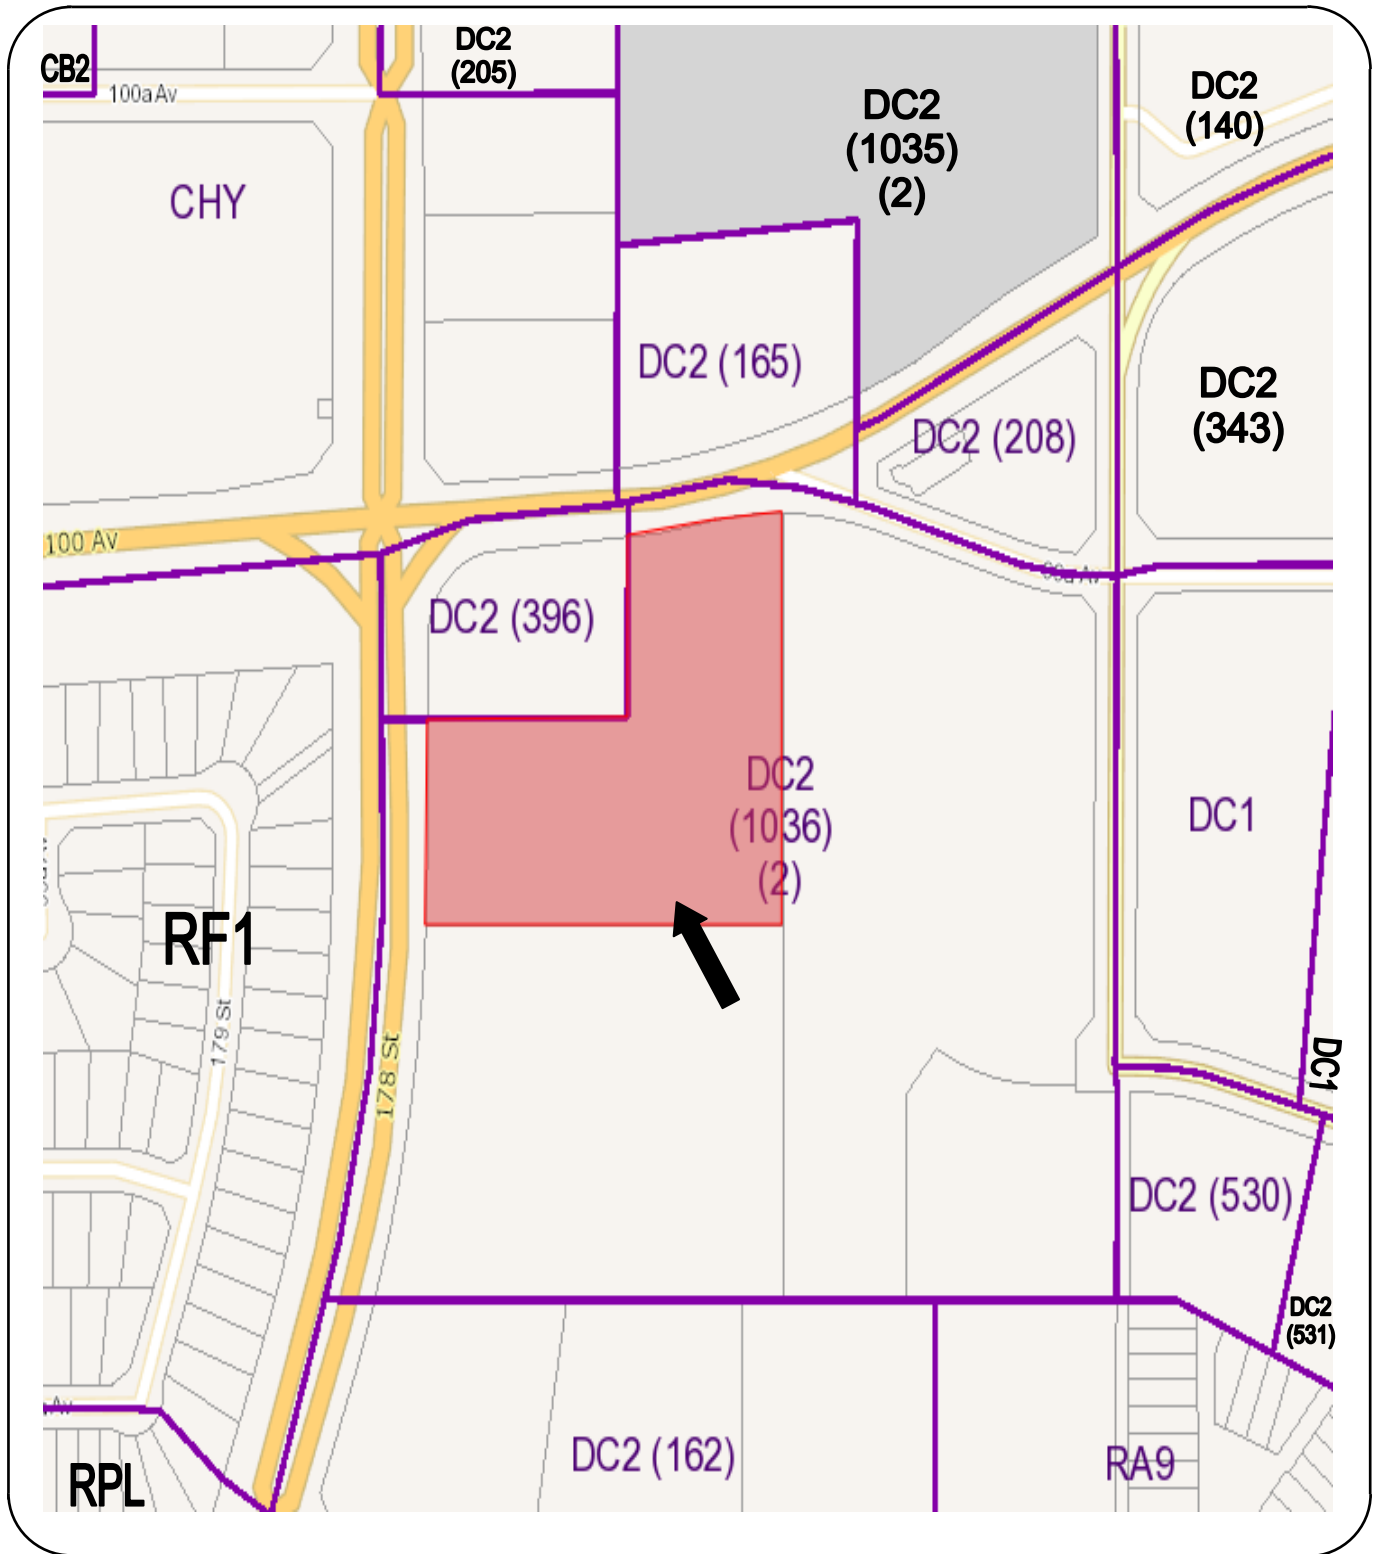 DC2
(205)
CB2
100a Av
DC2
(140)
DC2
(1035)
(2)
CHY
DC2 (165)
DC2
(343)
DC2 (208)
100 Av
DC2 (396)
DC2
(1036)
(2)
DC1
RF1
179 St
178 St
DC1
DC2 (530)
DC2
(531)
Av
DC2 (162)
RA9
RPL